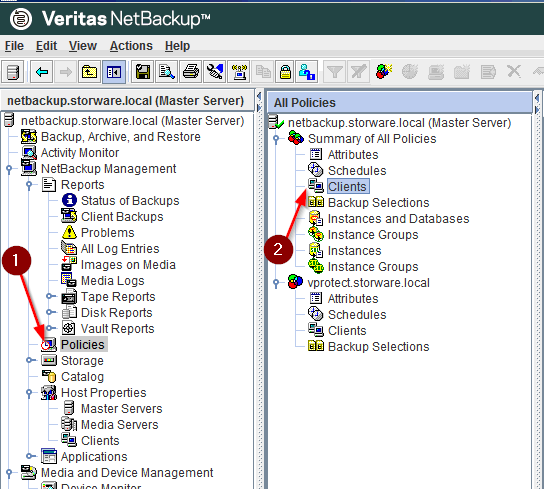 Veritas NetBackup™
File Edit View Actions Help
netbackup.storware.local (Master Server)
netbackup.storware.local (Master Server)
Backup, Archive, and Restore
Activity Monitor
NetBackup Management
Reports
Status of Backups
Client Backups
Problems
All Log Entries
Images on Media
Media Logs
Tape Reports
Disk Reports
Vault Reports
1
Policies
Storage
Catalog
Host Properties
Master Servers
Media Servers
Clients
Applications
Media and Device Management
Device Monitor
All Policies
netbackup.storware.local (Master Server)
Summary of All Policies
Attributes
Schedules
Clients
2
Backup Selections
Instances and Databases
Instance Groups
Instances
Instance Groups
vprotect.storware.local
Attributes
Schedules
Clients
Backup Selections